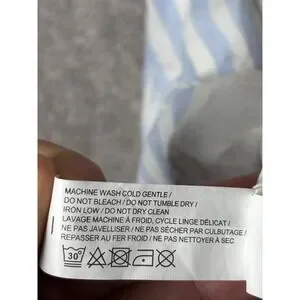 MACHINE WASH COLD GENTLE /
DO NOT BLEACH / DO NOT TUMBLE DRY /
IRON LOW / DO NOT DRY CLEAN
LAVAGE MACHINE À FROID, CYCLE LINGE DÉLICAT /
NE PAS JAVELLISER / NE PAS SÉCHER PAR CULBUTAGE /
REPASSER AU FER FROID / NE PAS NETTOYER À SEC
30°